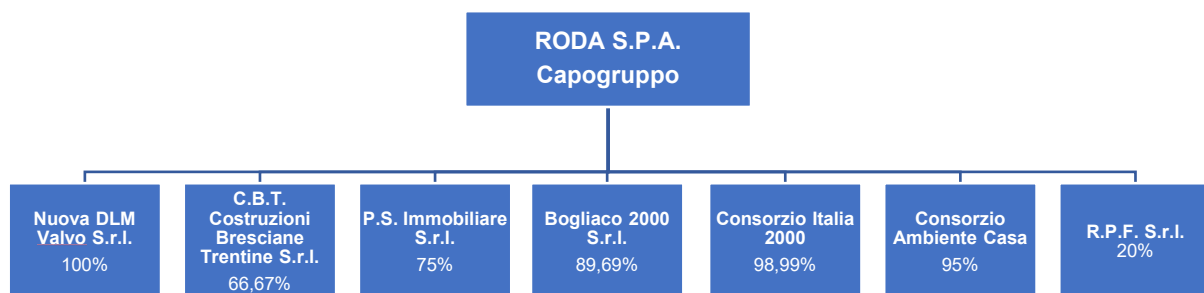 RODA S.P.A.
Capogruppo
Nuova DLM
Valvo S.r.l.
100%
C.B.T.
Costruzioni
Bresciane
Trentine S.r.l.
66,67%
P.S. Immobiliare
S.r.l.
75%
Bogliaco 2000
S.r.l.
89,69%
Consorzio Italia
2000
98,99%
Consorzio
Ambiente Casa
95%
R.P.F. S.r.l.
20%